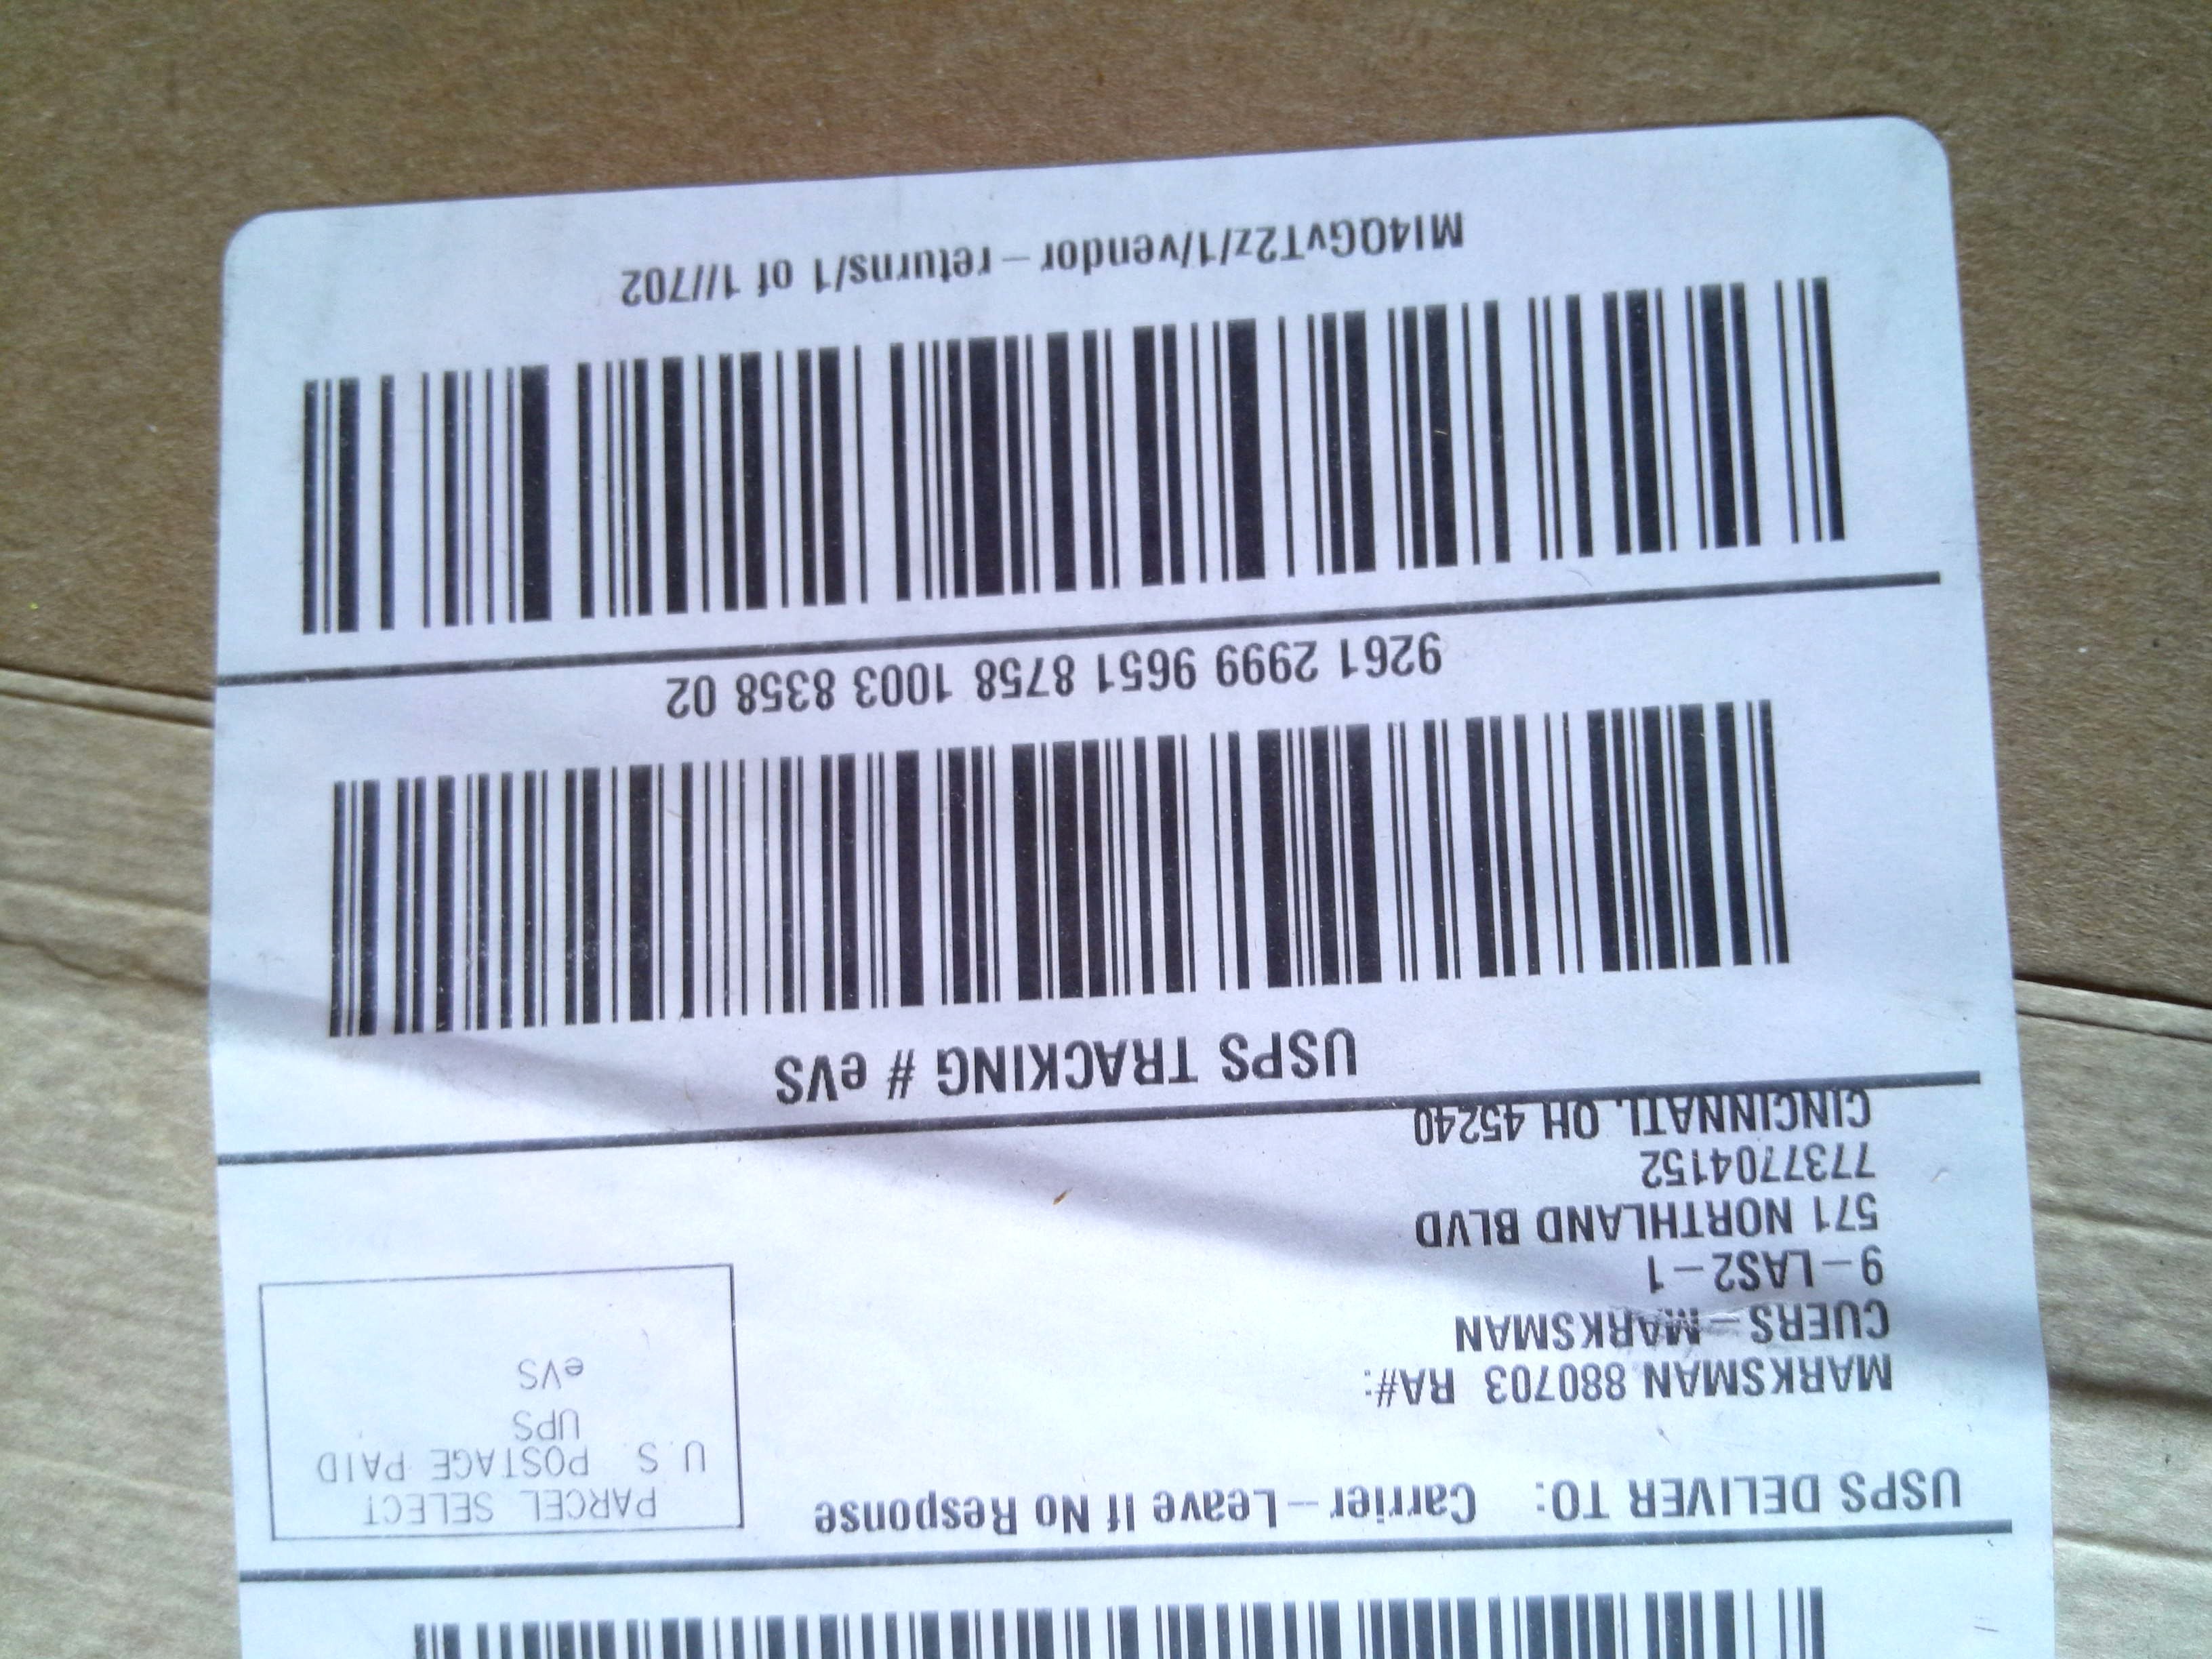 USPS DELIVER TO: Carrier – Leave If No Response
PARCEL SELECT
U.S. POSTAGE PAID
UPS
eVS
MARKSMAN 880703 RA#:
CUERS – MARKSMAN
9 – LAS2 – 1
571 NORTHLAND BLVD
7737704152
CINCINNATI, OH 45240
USPS TRACKING # eVS
9261 2999 9651 8758 1003 8358 02
MI4QGvT2z/1/vendor – returns/1 of 1//702